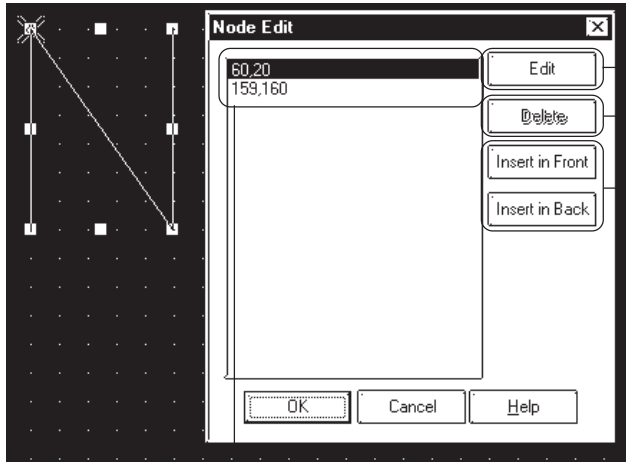 Node Edit
60,20
159,160
Edit
Delete
Insert in Front
Insert in Back
OK
Cancel
Help